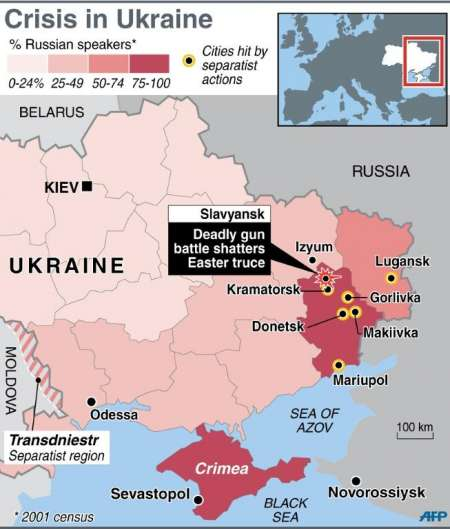 Crisis in Ukraine
% Russian speakers*
0-24% 25-49 50-74 75-100
Cities hit by
separatist
actions
BELARUS
RUSSIA
KIEV
Slavyansk
Deadly gun
battle shatters
Easter truce
Izyum
Lugansk
UKRAINE
Kramatorsk
Gorlivka
Donetsk
Makiivka
MOLDOVA
Mariupol
Odessa
SEA OF
AZOV
100 km
Transdniestr
Separatist region
Crimea
Sevastopol
Novorossiysk
BLACK
SEA
* 2001 census
AFP